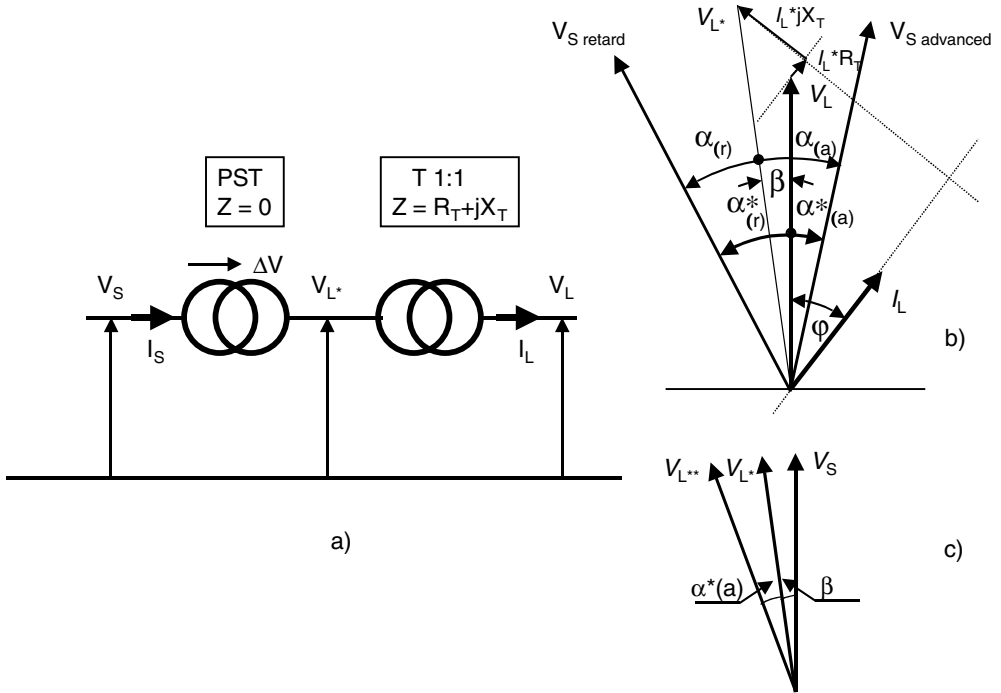 PST
Z = 0
T 1:1
Z = R_T+jX_T
ΔV
V_S
V_L*
V_L
I_S
I_L
a)
V_S retard
V_L*
I_L*jX_T
V_S advanced
I_L*R_T
V_L
α_(r)
α_(a)
β
α*_(r)
α*_(a)
I_L
φ
b)
V_L**
V_L*
V_S
c)
α*(a)
β